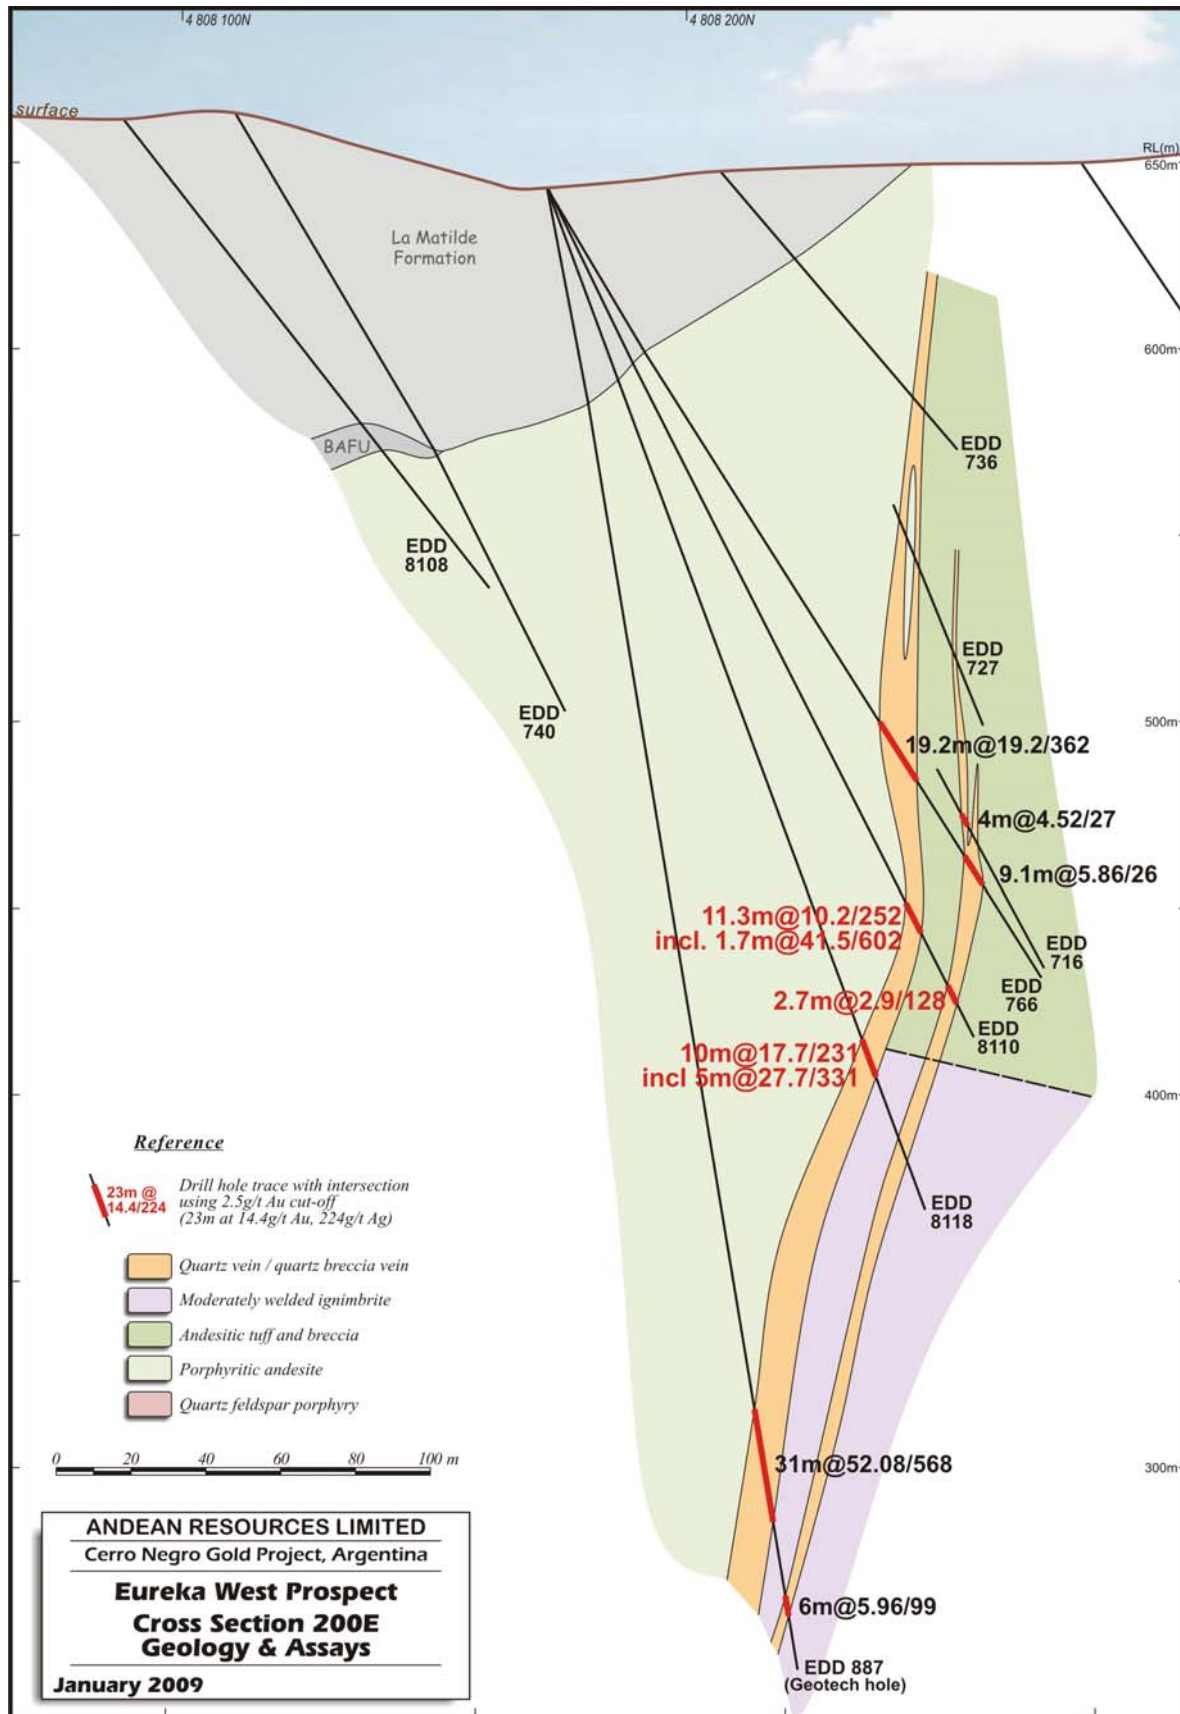 4 808 100N
4 808 200N
surface
RL(m)
650m
La Matilde
Formation
600m
BAFU
EDD
736
EDD
8108
EDD
727
EDD
740
500m
19.2m@19.2/362
4m@4.52/27
9.1m@5.86/26
11.3m@10.2/252
incl. 1.7m@41.5/602
EDD
716
EDD
766
2.7m@2.9/128
EDD
8110
10m@17.7/231
incl 5m@27.7/331
400m
Reference
23m @
14.4/224
Drill hole trace with intersection
using 2.5g/t Au cut-off
(23m at 14.4g/t Au, 224g/t Ag)
EDD
8118
Quartz vein / quartz breccia vein
Moderately welded ignimbrite
Andesitic tuff and breccia
Porphyritic andesite
Quartz feldspar porphyry
0 20 40 60 80 100 m
31m@52.08/568
300m
ANDEAN RESOURCES LIMITED
Cerro Negro Gold Project, Argentina
Eureka West Prospect
Cross Section 200E
Geology & Assays
January 2009
6m@5.96/99
EDD 887
(Geotech hole)